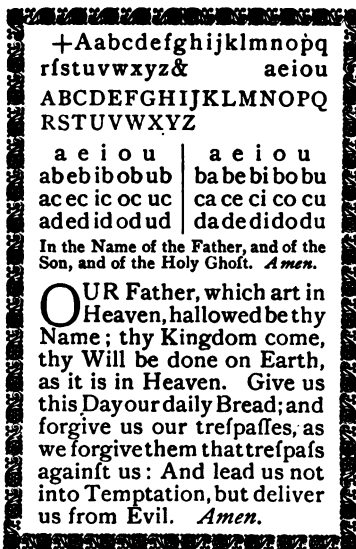 +Aabcdefghijklmnopq
rſstuvwxyz& aeiou
ABCDEFGHIJKLMNOPQ
RSTUVWXYZ
a e i o u a e i o u
ab eb ib ob ub ba be bi bo bu
ac ec ic oc uc ca ce ci co cu
ad ed id od ud da de di do du
In the Name of the Father, and of the
Son, and of the Holy Ghoſt. Amen.
OUR Father, which art in
Heaven, hallowed be thy
Name; thy Kingdom come,
thy Will be done on Earth,
as it is in Heaven. Give us
this Day our daily Bread; and
forgive us our treſpaſſes, as
we forgive them that treſpaſs
againſt us: And lead us not
into Temptation, but deliver
us from Evil. Amen.